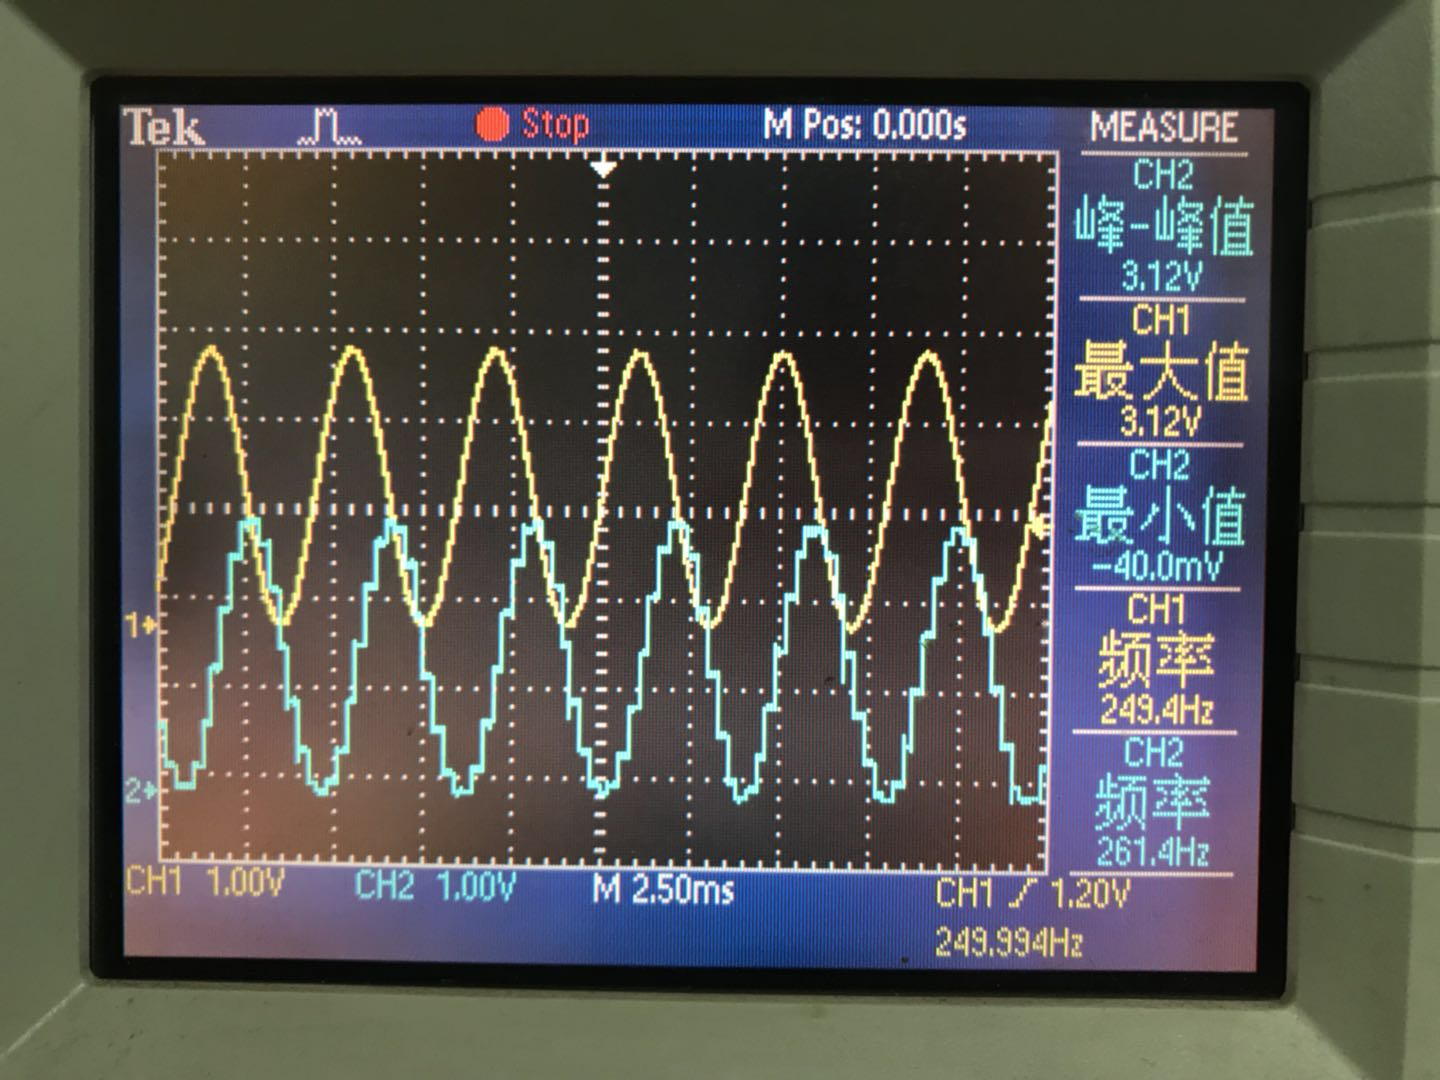 Tek Stop M Pos: 0.000s MEASURE
CH2
峰-峰值
3.12V
CH1
最大值
3.12V
CH2
最小值
-40.0mV
CH1
频率
249.4Hz
CH2
频率
261.4Hz
1
2
CH1 1.00V CH2 1.00V M 2.50ms CH1 1.20V
249.994Hz